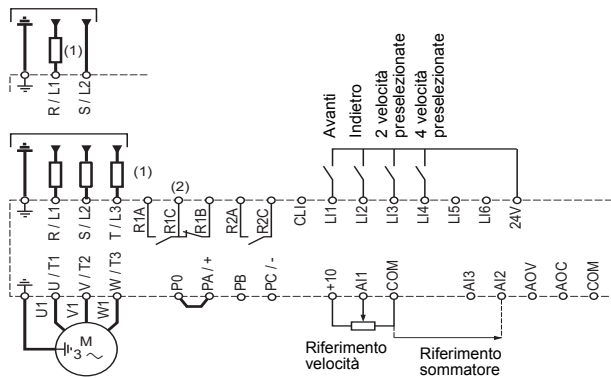 (1)
R / L1
S / L2
Avanti
Indietro
2 velocità
preselezionate
4 velocità
preselezionate
(1)
(2)
R / L1
S / L2
T / L3
R1A
R1C
R1B
R2A
R2C
CLI
LI1
LI2
LI3
LI4
LI5
LI6
24V
U / T1
V / T2
W / T3
P0
PA / +
PB
PC / -
+10
AI1
COM
AI3
AI2
AOV
AOC
COM
U1
V1
W1
M
3 ~
Riferimento
velocità
Riferimento
sommatore